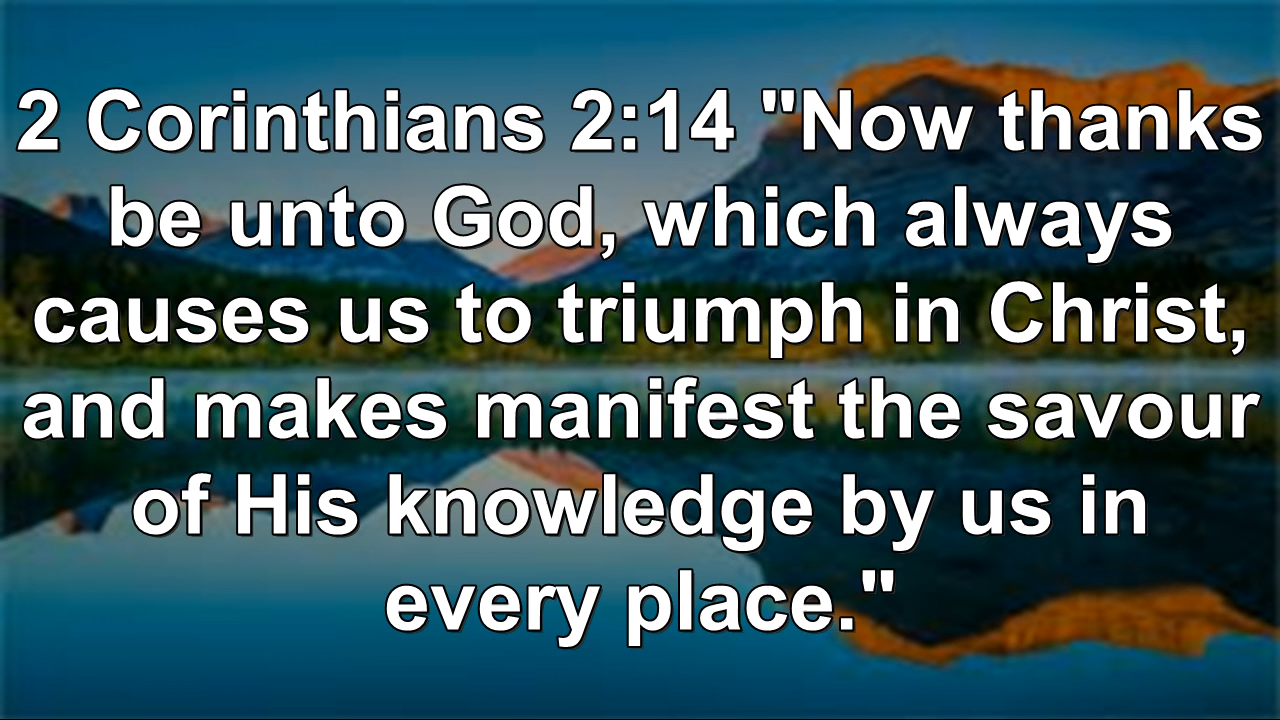 2 Corinthians 2:14 "Now thanks
be unto God, which always
causes us to triumph in Christ,
and makes manifest the savour
of His knowledge by us in
every place."